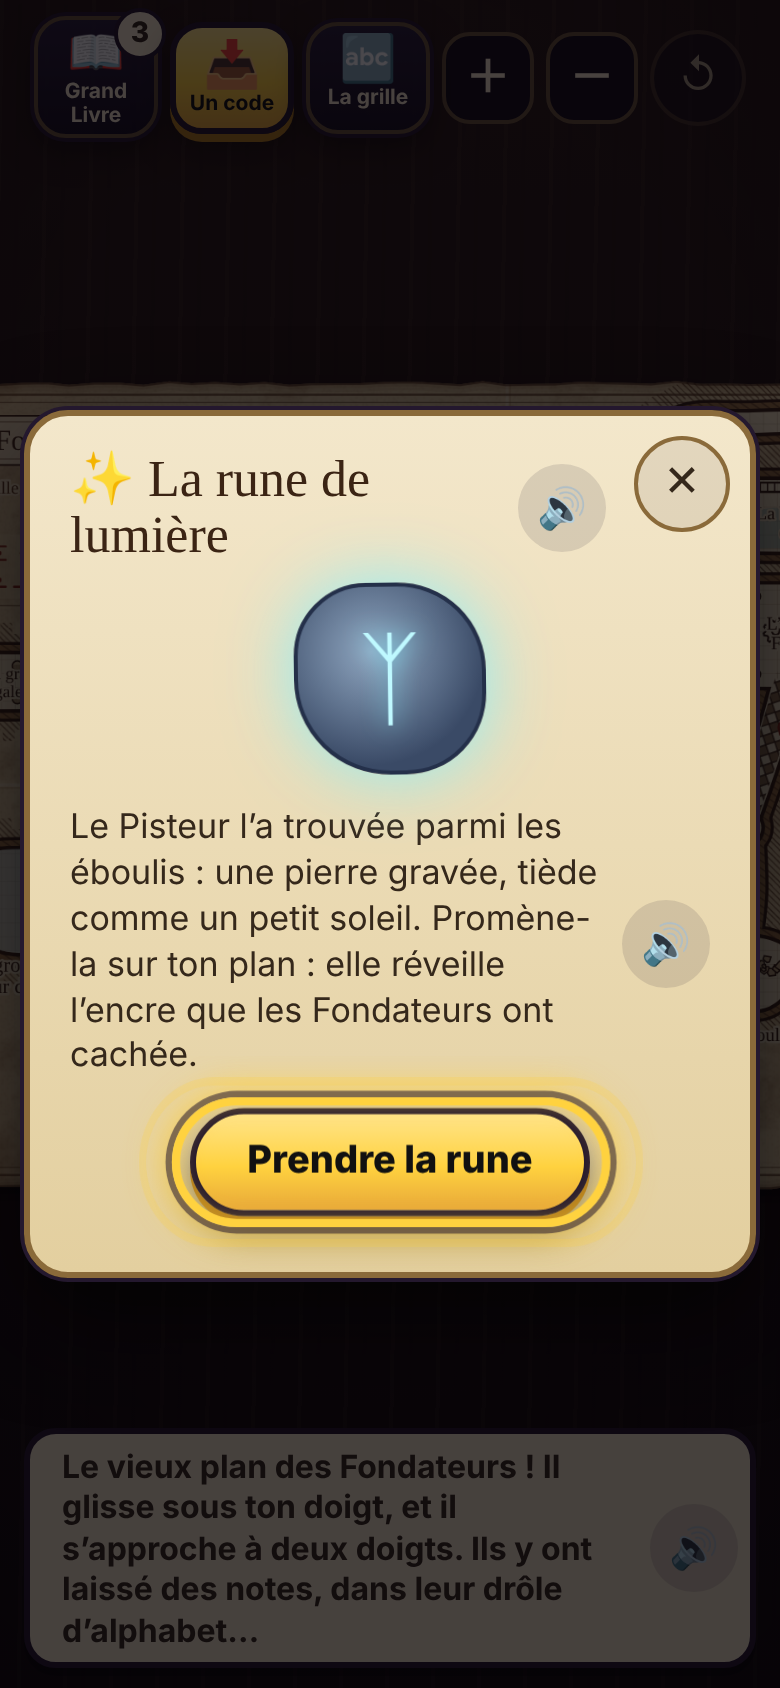 3
Grand
Livre
Un code
abc
La grille
✨ La rune de
lumière
Le Pisteur l’a trouvée parmi les
éboulis : une pierre gravée, tiède
comme un petit soleil. Promène-
la sur ton plan : elle réveille
l’encre que les Fondateurs ont
cachée.
Prendre la rune
Le vieux plan des Fondateurs ! Il
glisse sous ton doigt, et il
s’approche à deux doigts. Ils y ont
laissé des notes, dans leur drôle
d’alphabet…